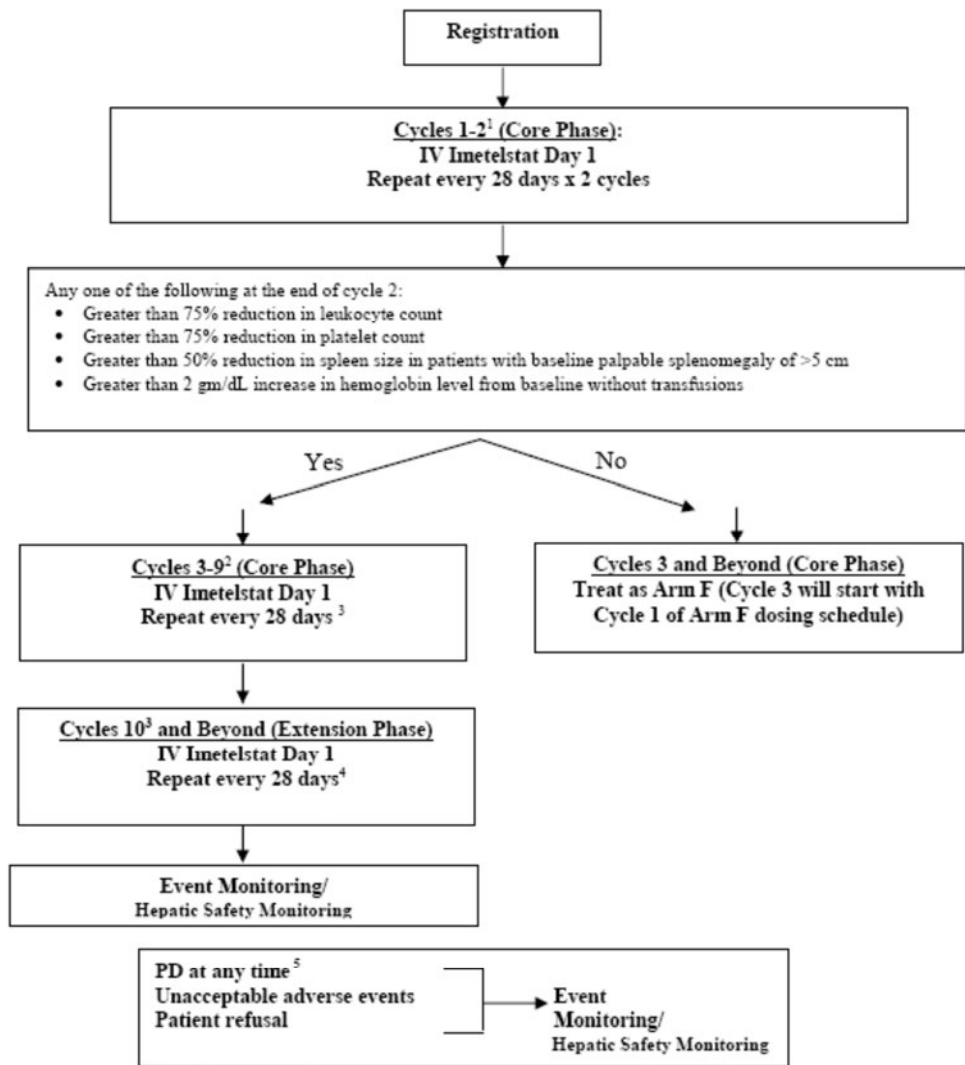 Registration
Cycles 1-2¹ (Core Phase):
IV Imetelstat Day 1
Repeat every 28 days x 2 cycles
Any one of the following at the end of cycle 2:
• Greater than 75% reduction in leukocyte count
• Greater than 75% reduction in platelet count
• Greater than 50% reduction in spleen size in patients with baseline palpable splenomegaly of >5 cm
• Greater than 2 gm/dL increase in hemoglobin level from baseline without transfusions
Yes
No
Cycles 3-9² (Core Phase)
IV Imetelstat Day 1
Repeat every 28 days ³
Cycles 3 and Beyond (Core Phase)
Treat as Arm F (Cycle 3 will start with
Cycle 1 of Arm F dosing schedule)
Cycles 10³ and Beyond (Extension Phase)
IV Imetelstat Day 1
Repeat every 28 days⁴
Event Monitoring/
Hepatic Safety Monitoring
PD at any time ⁵
Unacceptable adverse events
Patient refusal
Event
Monitoring/
Hepatic Safety Monitoring